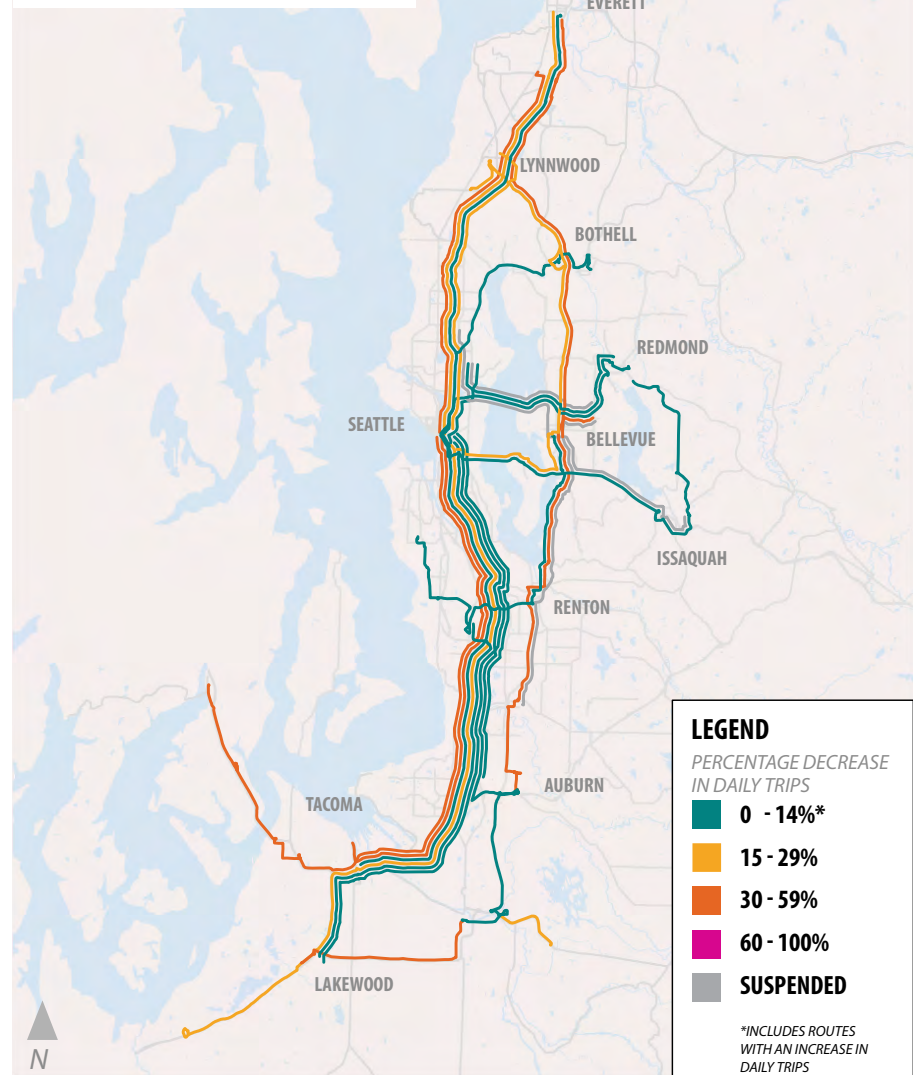 EVERETT
LYNNWOOD
BOTHELL
REDMOND
SEATTLE
BELLEVUE
ISSAQUAH
RENTON
AUBURN
TACOMA
LAKEWOOD
N
LEGEND
PERCENTAGE DECREASE
IN DAILY TRIPS
0 - 14%*
15 - 29%
30 - 59%
60 - 100%
SUSPENDED
*INCLUDES ROUTES
WITH AN INCREASE IN
DAILY TRIPS